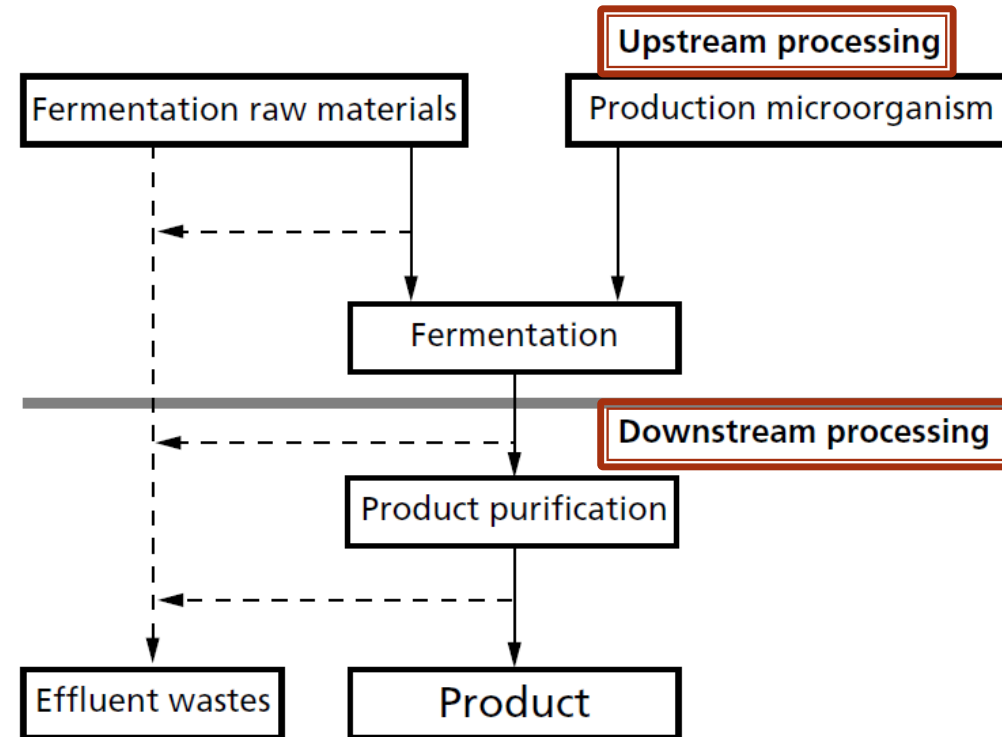 Upstream processing
Fermentation raw materials
Production microorganism
Fermentation
Downstream processing
Product purification
Effluent wastes
Product